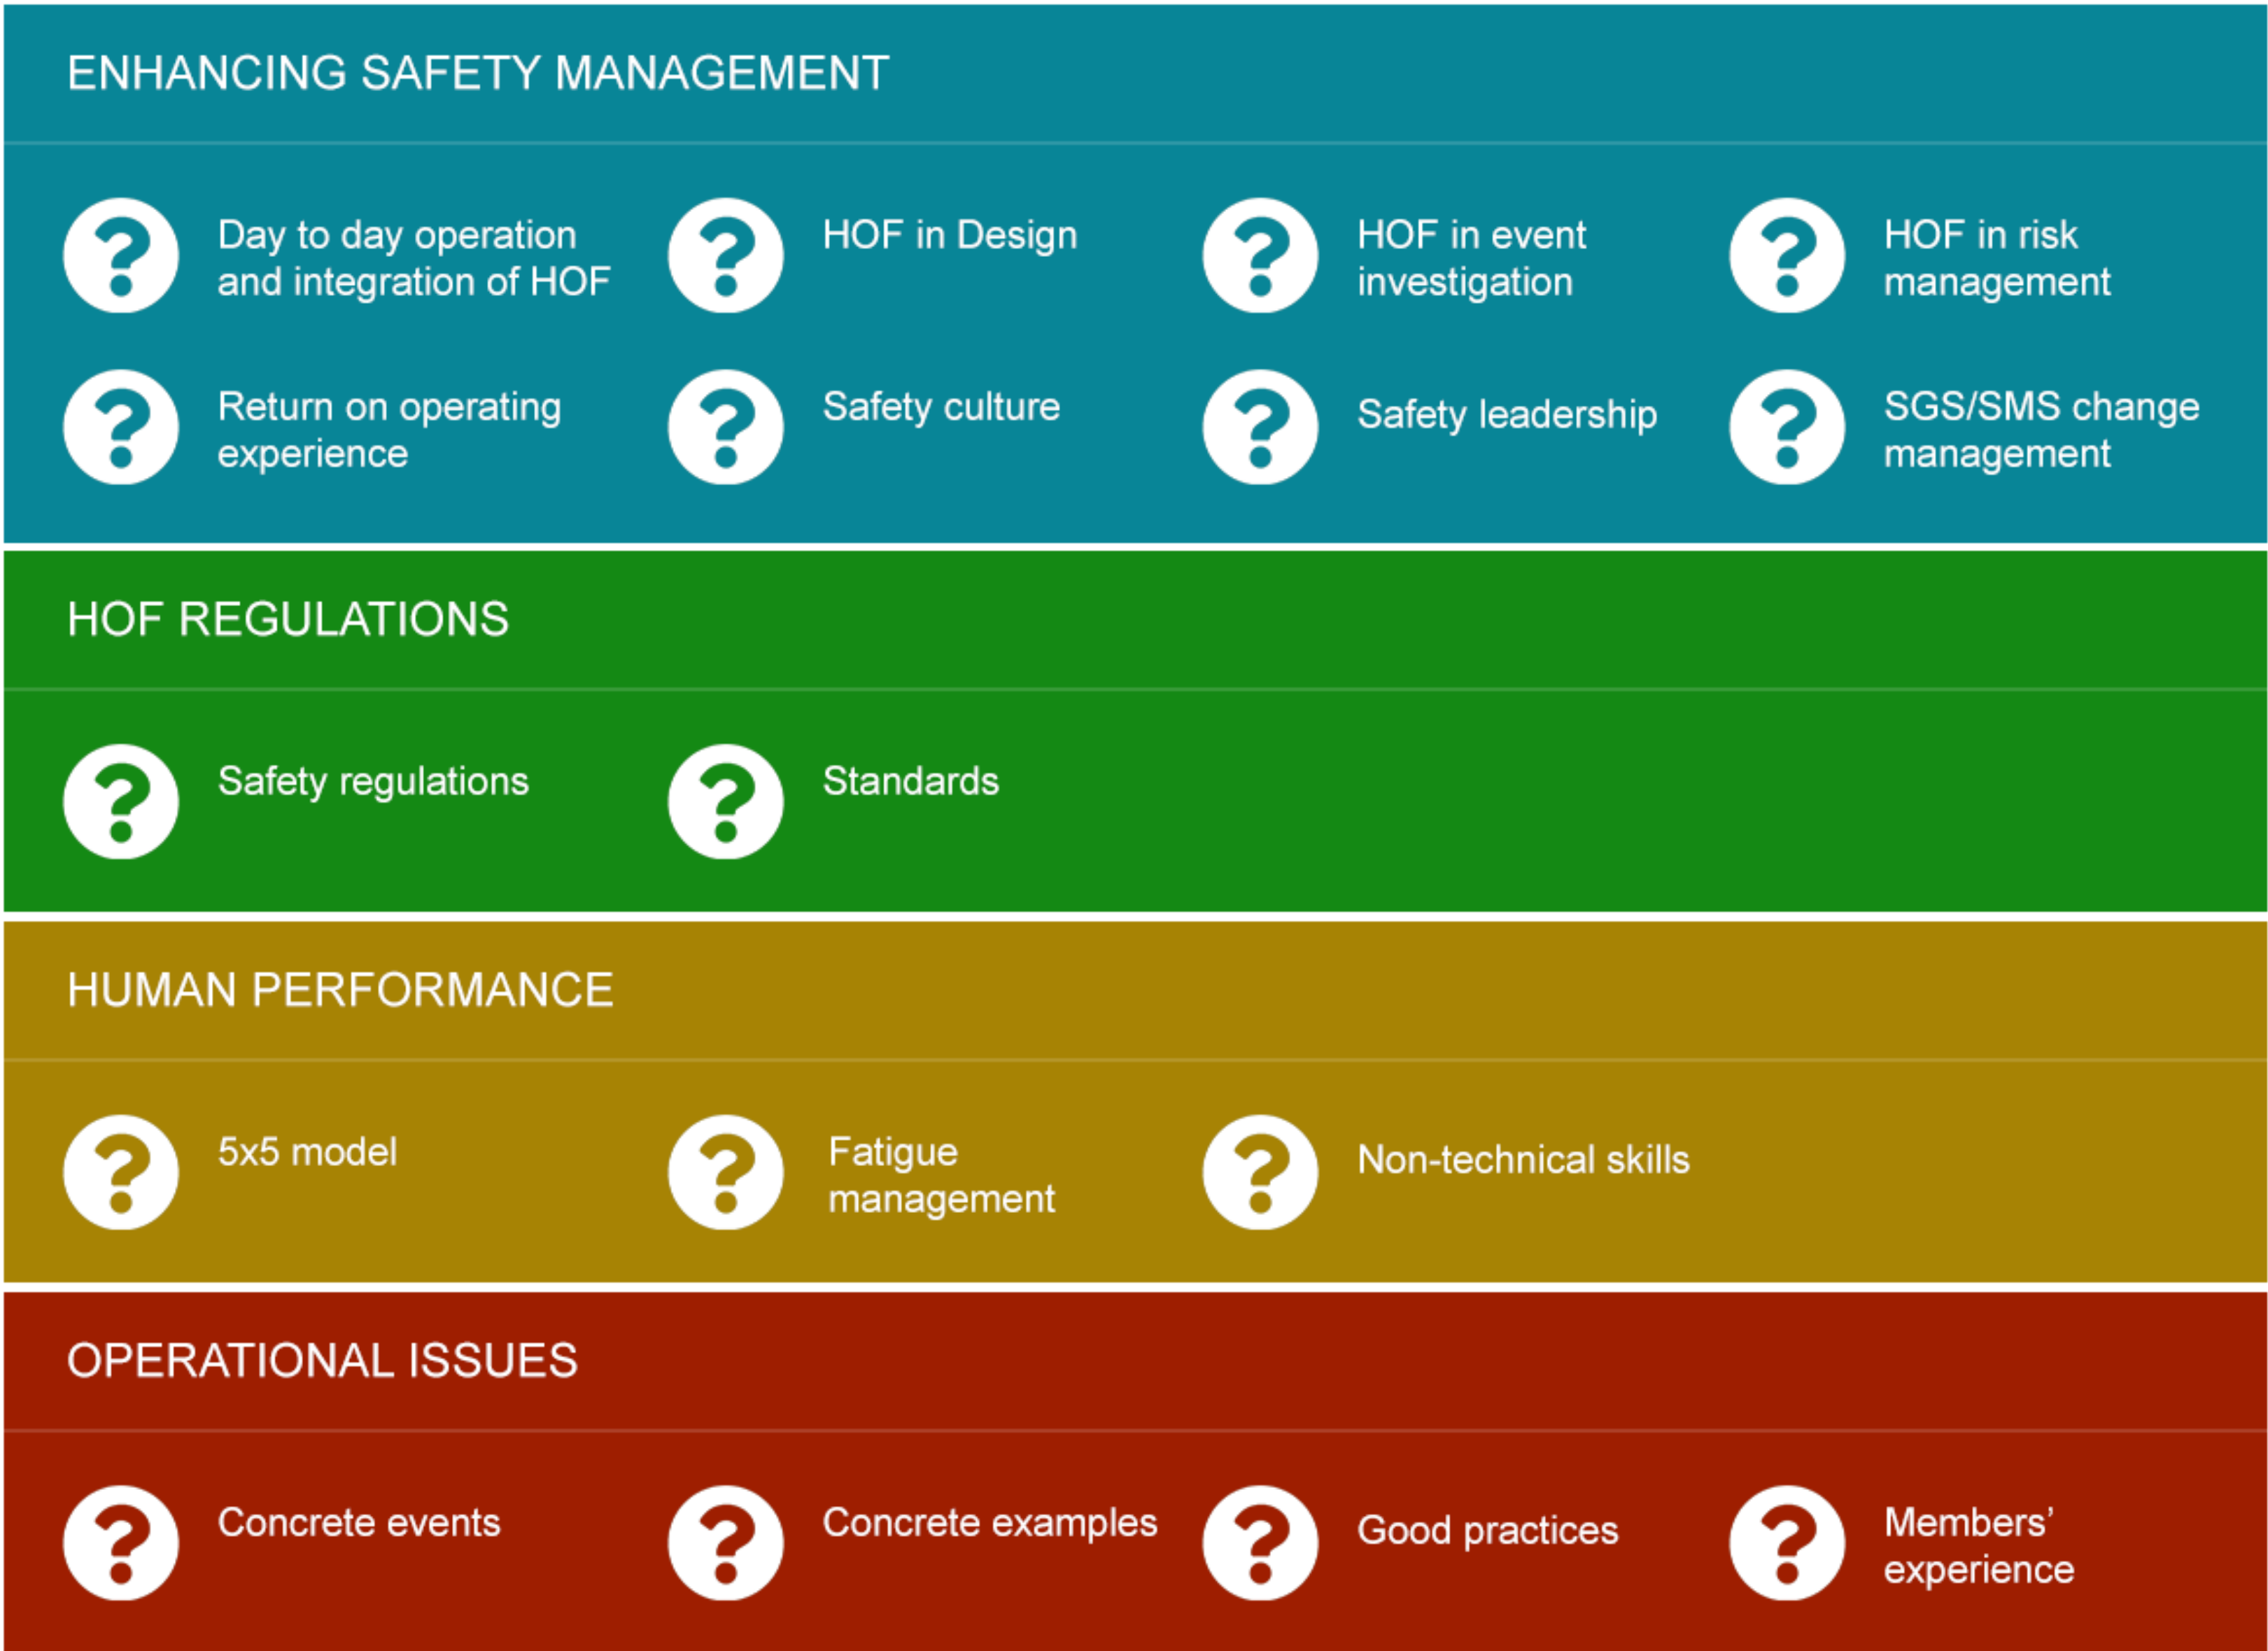 ENHANCING SAFETY MANAGEMENT
Day to day operation
and integration of HOF
HOF in Design
HOF in event
investigation
HOF in risk
management
Return on operating
experience
Safety culture
Safety leadership
SGS/SMS change
management
HOF REGULATIONS
Safety regulations
Standards
HUMAN PERFORMANCE
5x5 model
Fatigue
management
Non-technical skills
OPERATIONAL ISSUES
Concrete events
Concrete examples
Good practices
Members’
experience